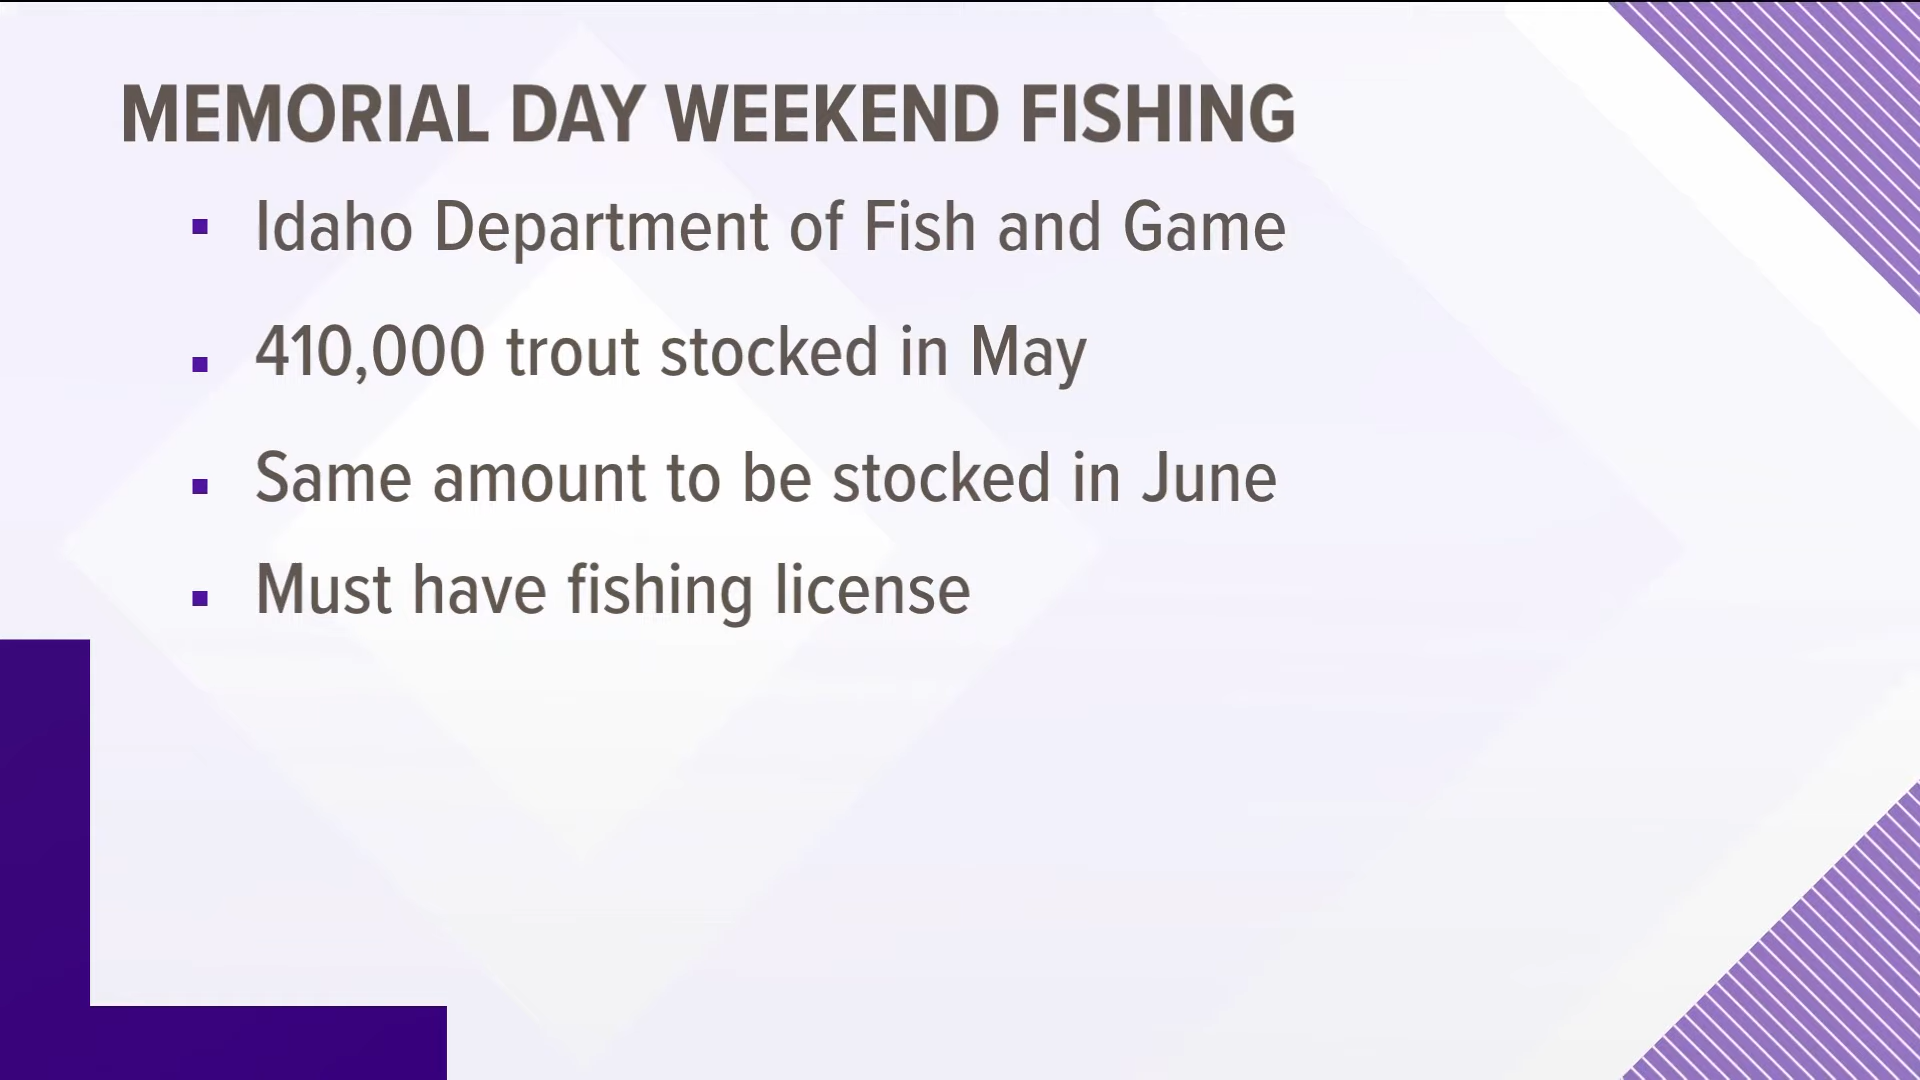 MEMORIAL DAY WEEKEND FISHING
Idaho Department of Fish and Game
410,000 trout stocked in May
Same amount to be stocked in June
Must have fishing license